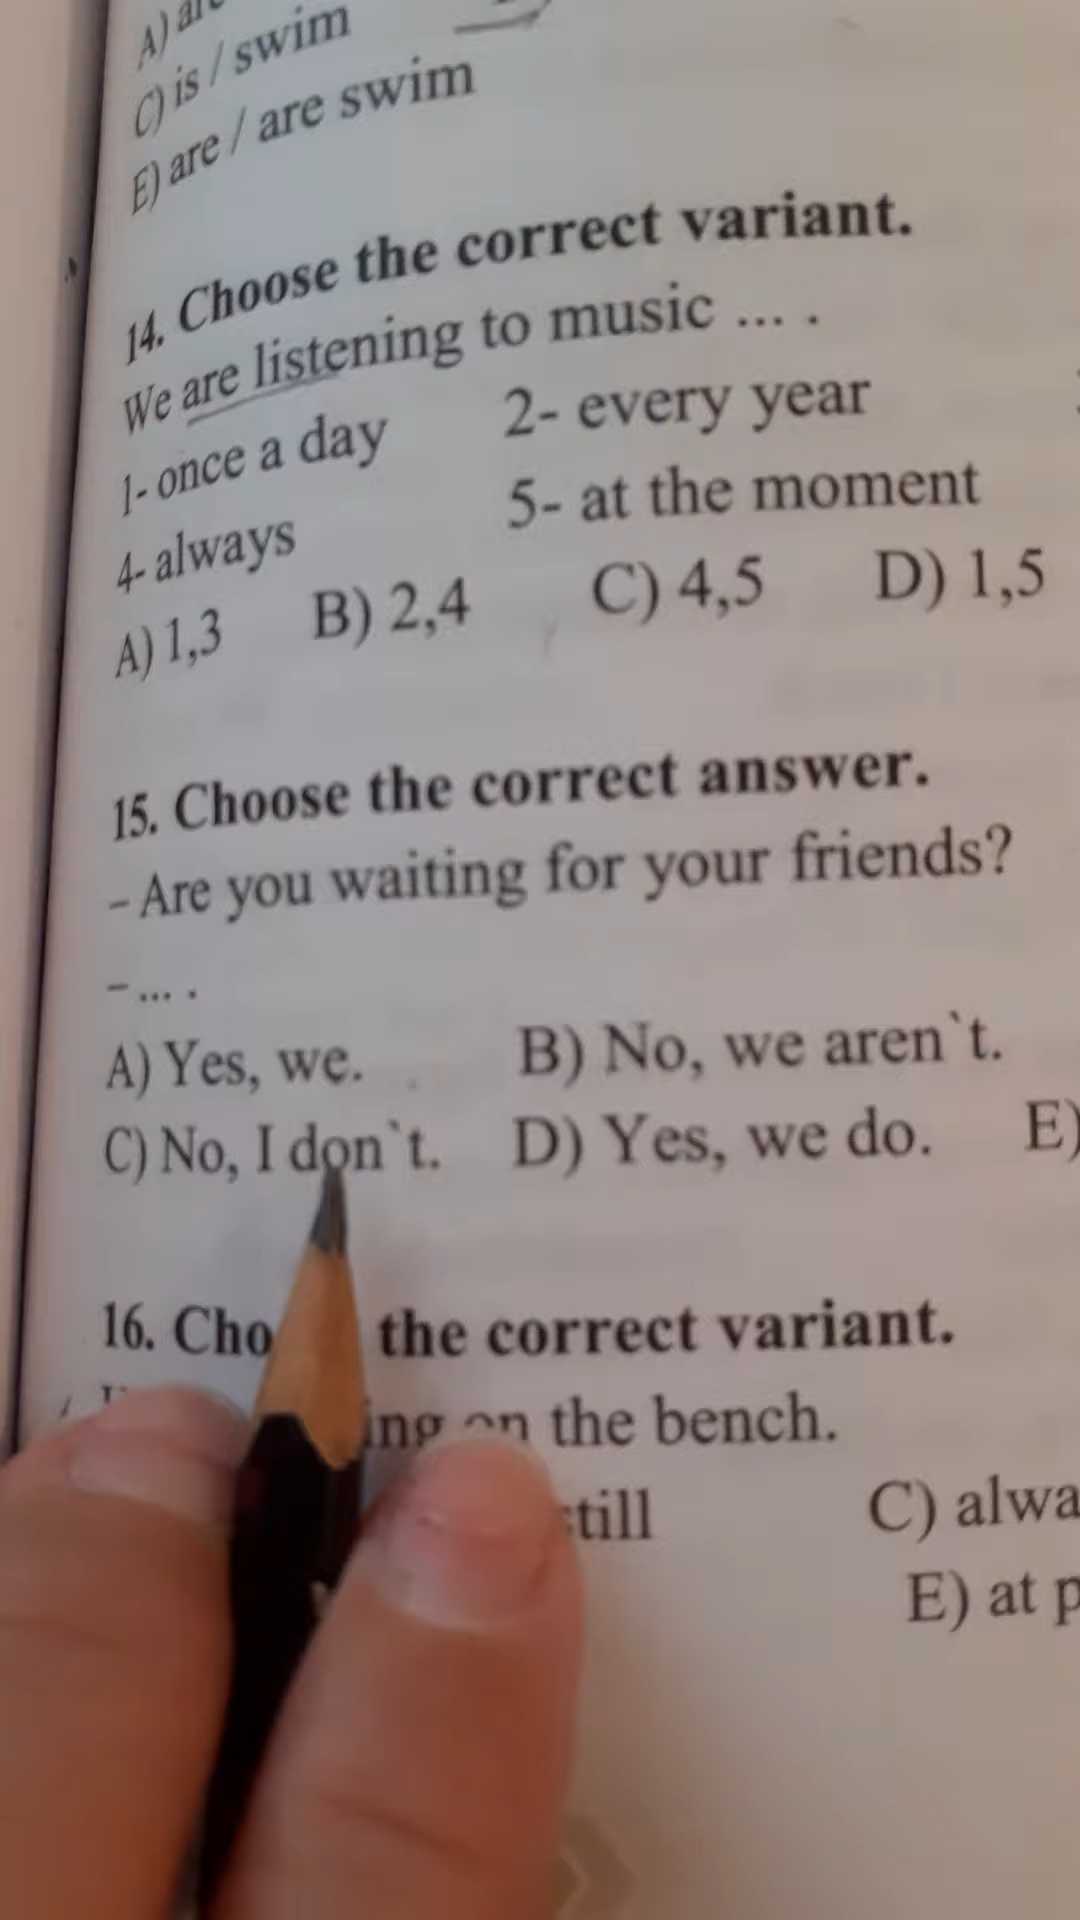 A)
C) is / swim
E) are / are swim
14. Choose the correct variant.
We are listening to music ... .
1- once a day 2- every year
4- always 5- at the moment
A) 1,3 B) 2,4 C) 4,5 D) 1,5
15. Choose the correct answer.
– Are you waiting for your friends?
– ... .
A) Yes, we. B) No, we aren`t.
C) No, I don`t. D) Yes, we do. E)
16. the correct variant.
on the bench.
still C)
E) at